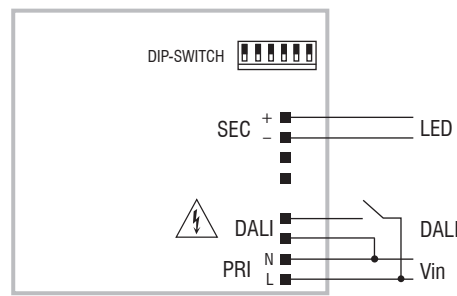 DIP-SWITCH
SEC + LED
−
DALI DALI
PRI N Vin
L